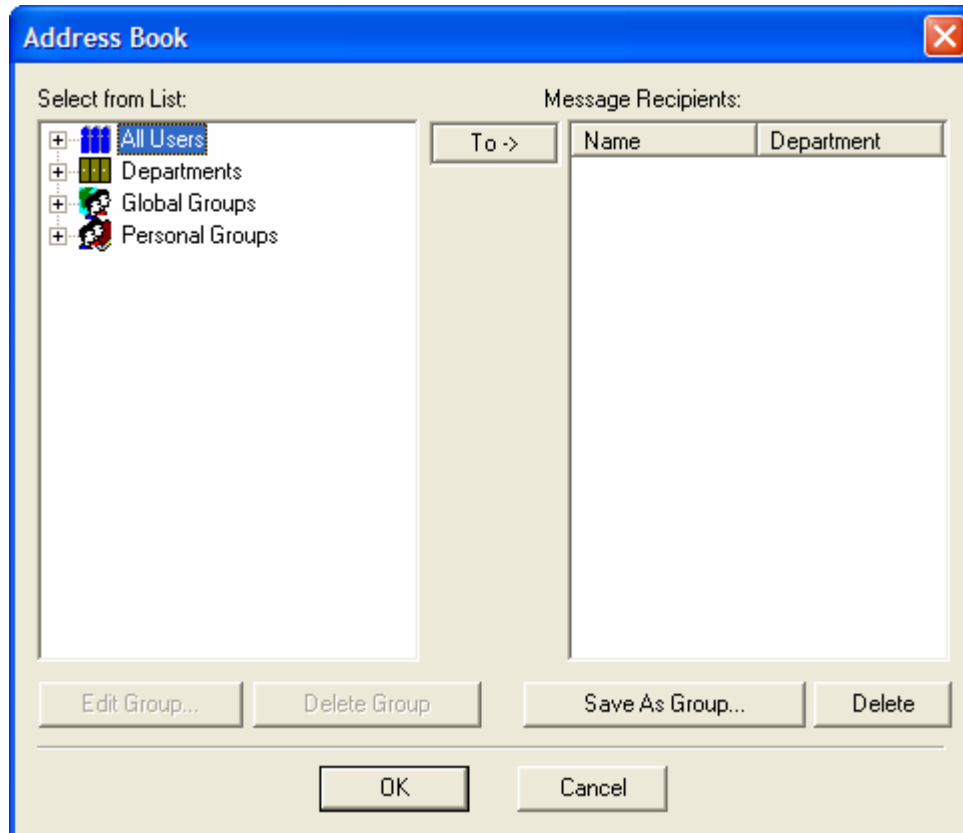 Address Book
Select from List:
Message Recipients:
All Users
Departments
Global Groups
Personal Groups
To ->
Name
Department
Edit Group...
Delete Group
Save As Group...
Delete
OK
Cancel